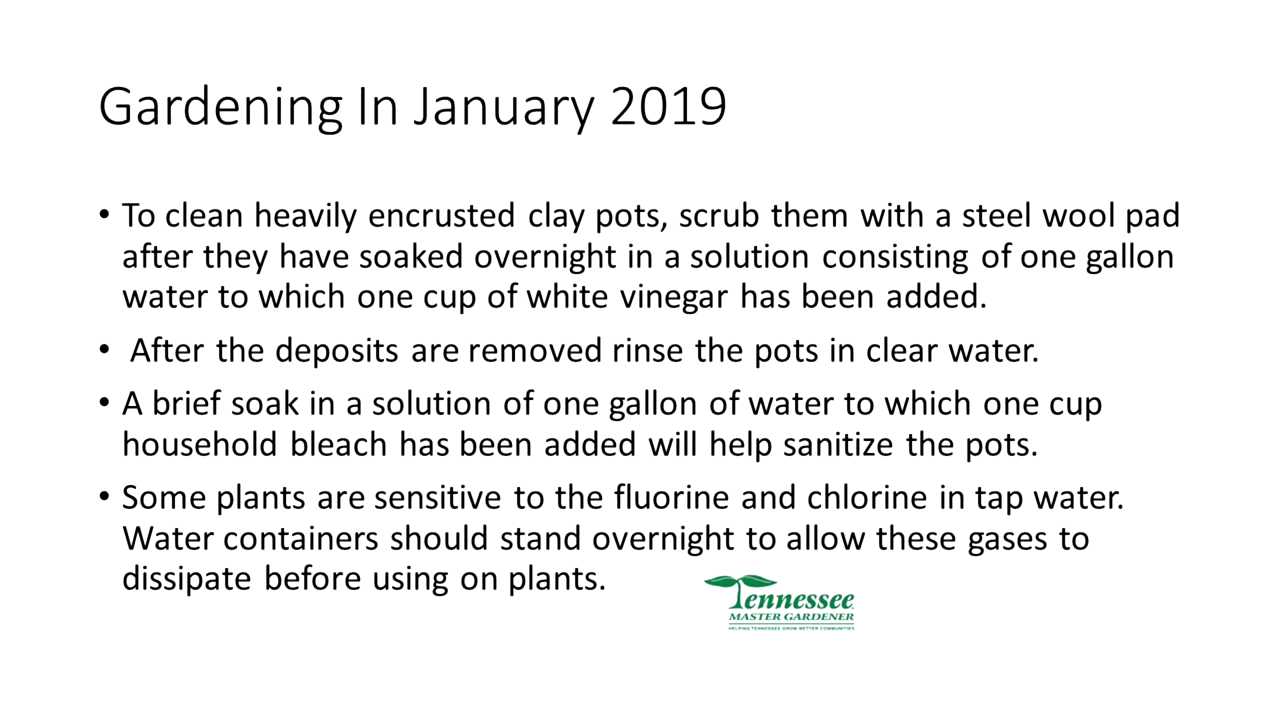 Gardening In January 2019
• To clean heavily encrusted clay pots, scrub them with a steel wool pad
after they have soaked overnight in a solution consisting of one gallon
water to which one cup of white vinegar has been added.
• After the deposits are removed rinse the pots in clear water.
• A brief soak in a solution of one gallon of water to which one cup
household bleach has been added will help sanitize the pots.
• Some plants are sensitive to the fluorine and chlorine in tap water.
Water containers should stand overnight to allow these gases to
dissipate before using on plants.
Tennessee
MASTER GARDENER
HELPING TENNESSEE GROW BETTER COMMUNITIES